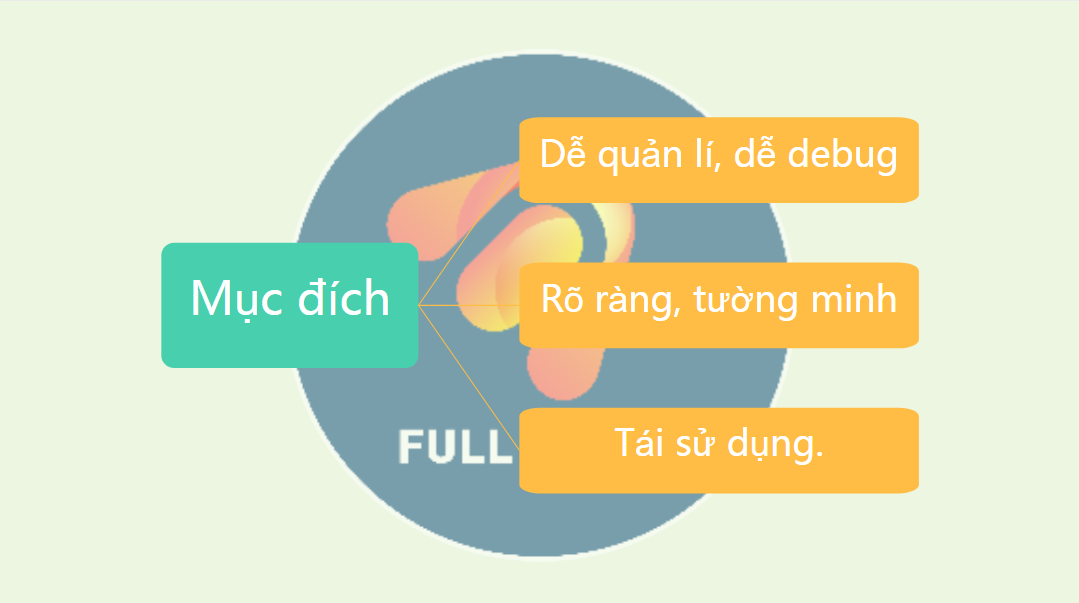 Mục đích
Dễ quản lí, dễ debug
Rõ ràng, tường minh
Tái sử dụng.
FULL